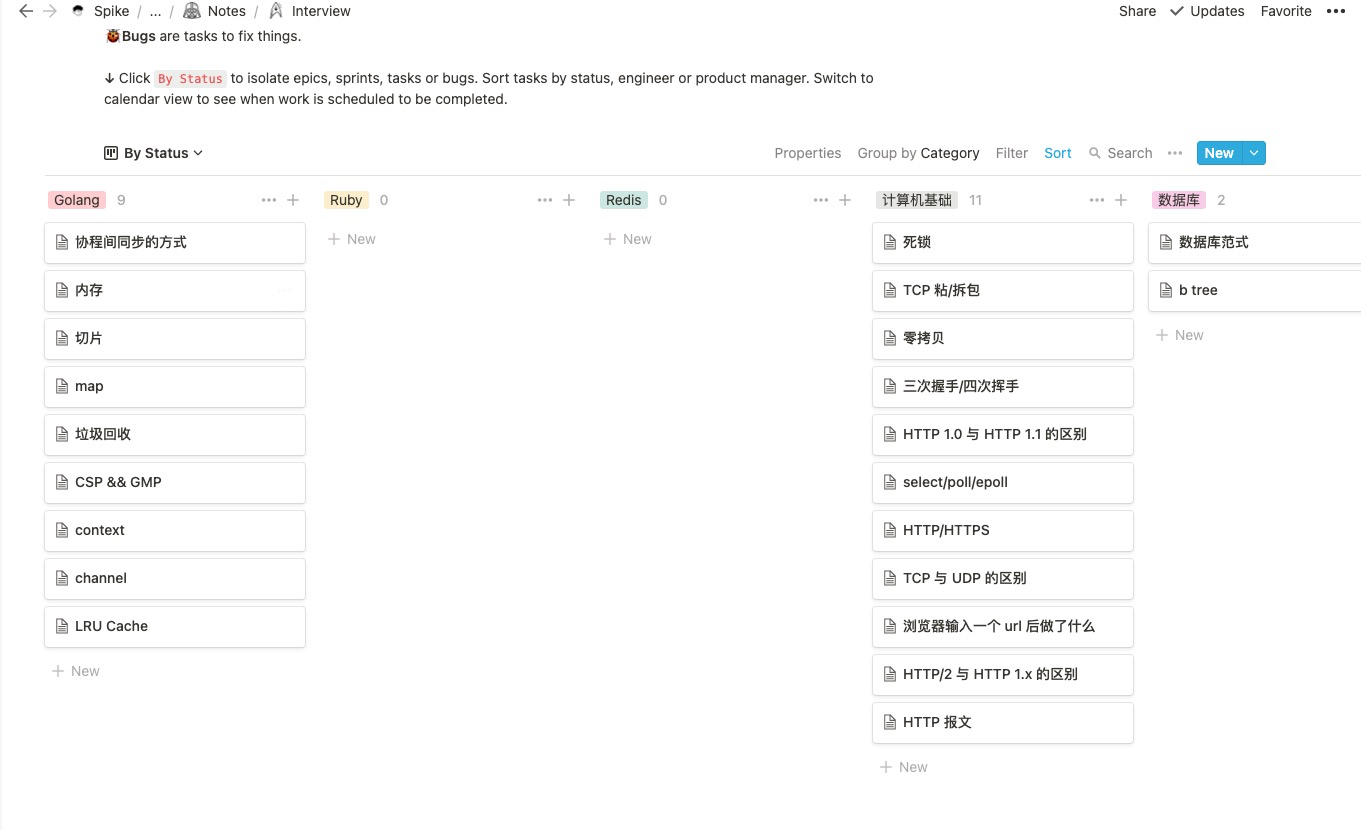 Spike / ... / Notes / Interview Share Updates Favorite •••
Bugs are tasks to fix things.
↓ Click By Status to isolate epics, sprints, tasks or bugs. Sort tasks by status, engineer or product manager. Switch to
calendar view to see when work is scheduled to be completed.
By Status Properties Group by Category Filter Sort Search ••• New
Golang 9 ••• +
协程间同步的方式
内存
切片
map
垃圾回收
CSP && GMP
context
channel
LRU Cache
+ New
Ruby 0 ••• +
+ New
Redis 0 ••• +
+ New
计算机基础 11 ••• +
死锁
TCP 粘/拆包
零拷贝
三次握手/四次挥手
HTTP 1.0 与 HTTP 1.1 的区别
select/poll/epoll
HTTP/HTTPS
TCP 与 UDP 的区别
浏览器输入一个 url 后做了什么
HTTP/2 与 HTTP 1.x 的区别
HTTP 报文
+ New
数据库 2
数据库范式
b tree
+ New